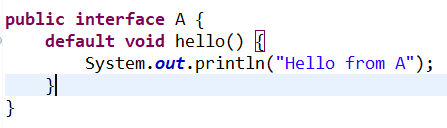 public interface A {
    default void hello() {
        System.out.println("Hello from A");
    }
}